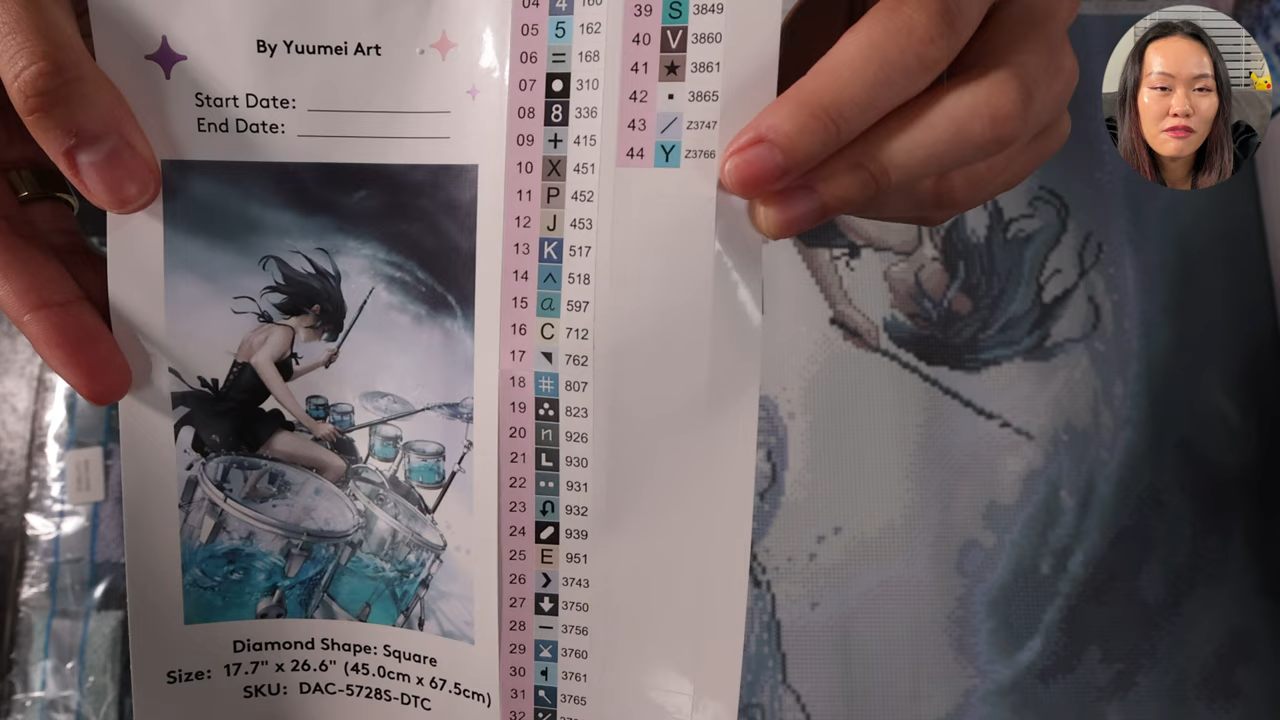 By Yuumei Art
Start Date:
End Date:
Diamond Shape: Square
Size: 17.7" x 26.6" (45.0cm x 67.5cm)
SKU: DAC-5728S-DTC
04 4 160
05 5 162
06 = 168
07 ● 310
08 8 336
09 + 415
10 X 451
11 P 452
12 J 453
13 K 517
14 ^ 518
15 a 597
16 C 712
17 ◥ 762
18 # 807
19 823
20 n 926
21 L 930
22 •• 931
23 932
24 939
25 E 951
26 3743
27 3750
28 – 3756
29 3760
30 3761
31 3765
32
39 S 3849
40 V 3860
41 ★ 3861
42 ▪ 3865
43 / Z3747
44 Y Z3766